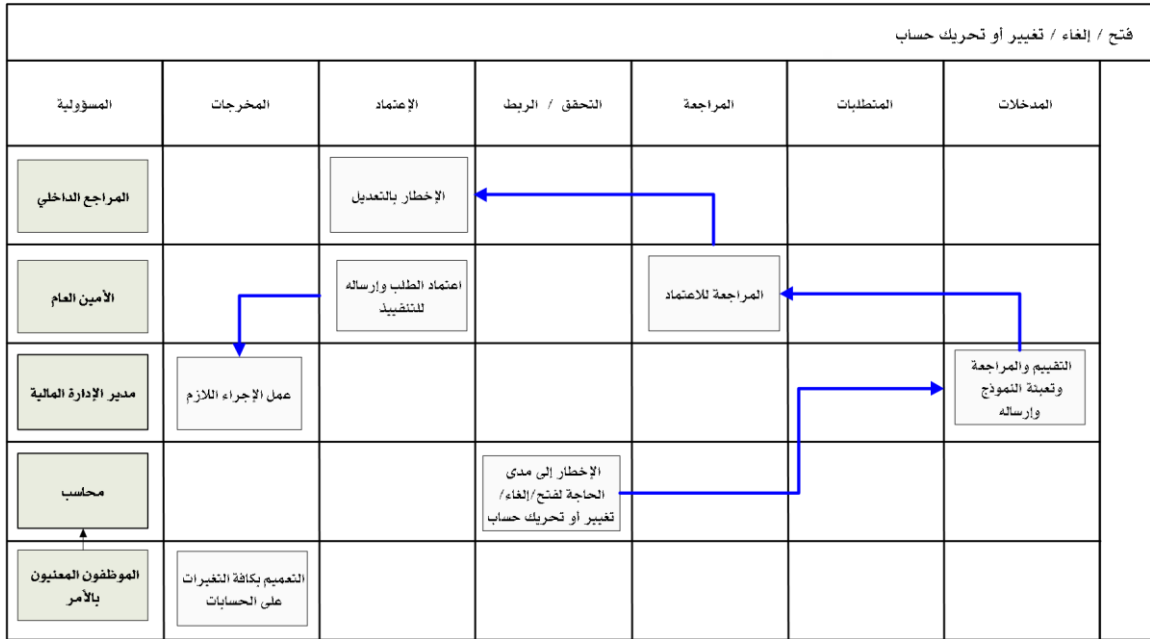 فتح / إلغاء / تغيير أو تحريك حساب
المدخلات
المتطلبات
المراجعة
التحقق / الربط
الإعتماد
المخرجات
المسؤولية
الإخطار بالتعديل
المراجع الداخلي
المراجعة للاعتماد
اعتماد الطلب وإرساله
للتنفييذ
الأمين العام
التقييم والمراجعة
وتعبئة النموذج
وإرساله
عمل الإجراء اللازم
مدير الإدارة المالية
الإخطار إلى مدى
الحاجة لفتح/إلغاء/
تغيير أو تحريك حساب
محاسب
التعميم بكافة التغيرات
على الحسابات
الموظفون المعنيون
بالأمر